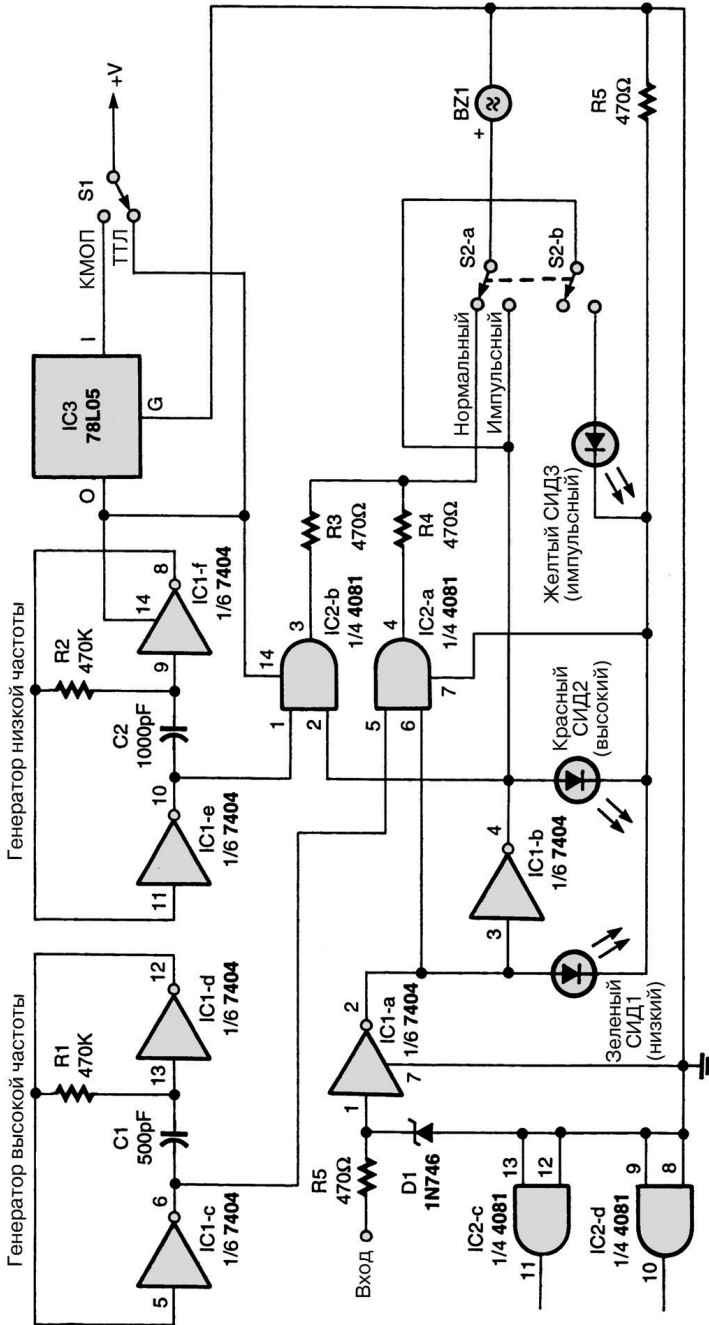 Генератор высокой частоты
Генератор низкой частоты
R1
470K
C1
500pF
5
6
IC1-c
1/6 7404
13
12
IC1-d
1/6 7404
R2
470K
C2
1000pF
11
10
IC1-e
1/6 7404
9
8
14
IC1-f
1/6 7404
O
IC3
78L05
I
G
КМОП
ТТЛ
S1
+V
1
2
14
3
IC2-b
1/4 4081
R3
470Ω
5
6
7
4
IC2-a
1/4 4081
R4
470Ω
Нормальный
Импульсный
S2-a
S2-b
+
BZ1
R5
470Ω
Вход
R5
470Ω
D1
1N746
1
2
7
IC1-a
1/6 7404
3
4
IC1-b
1/6 7404
Зеленый
СИД1
(низкий)
Красный
СИД2
(высокий)
Желтый СИД3
(импульсный)
13
12
11
IC2-c
1/4 4081
9
8
10
IC2-d
1/4 4081